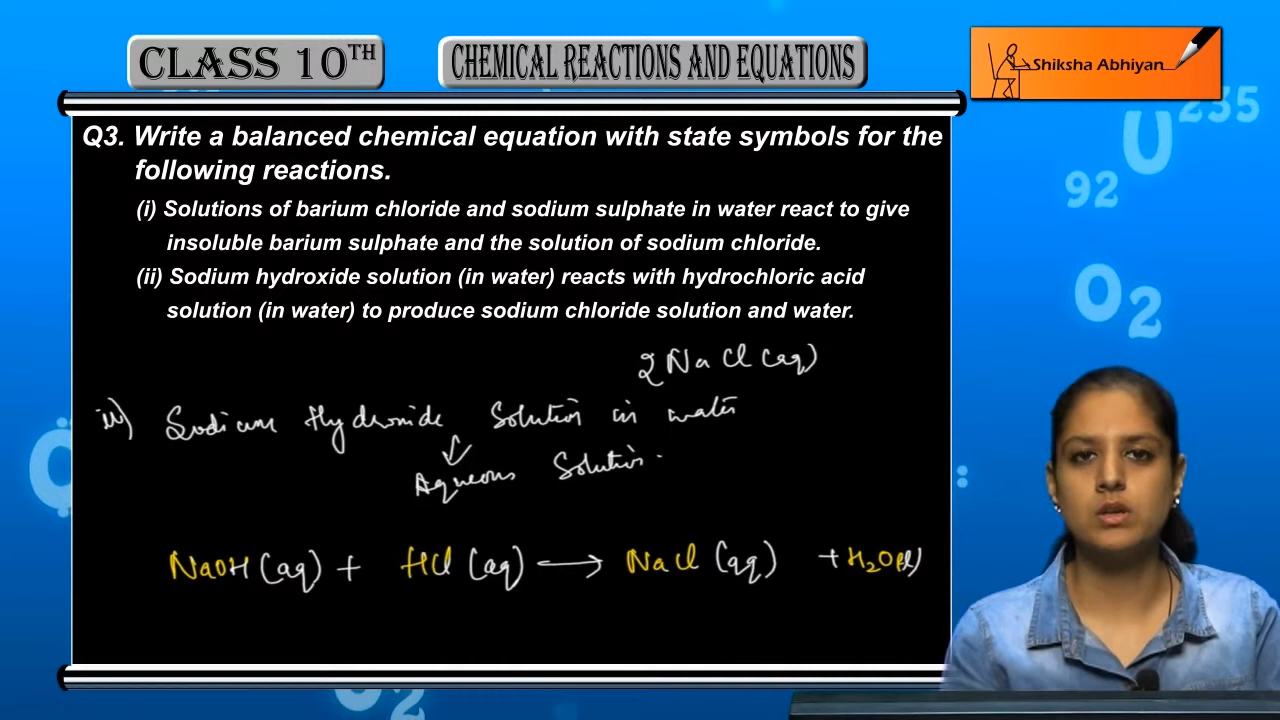 CLASS 10TH
CHEMICAL REACTIONS AND EQUATIONS
Shiksha Abhiyan
Q3. Write a balanced chemical equation with state symbols for the
following reactions.
(i) Solutions of barium chloride and sodium sulphate in water react to give
insoluble barium sulphate and the solution of sodium chloride.
(ii) Sodium hydroxide solution (in water) reacts with hydrochloric acid
solution (in water) to produce sodium chloride solution and water.
2NaCl(aq)
ii) Sodium Hydroxide Solution in water
Aqueous Solution.
NaOH(aq) + HCl(aq) → NaCl(aq) + H2O(l)
U235
92
O2
O2